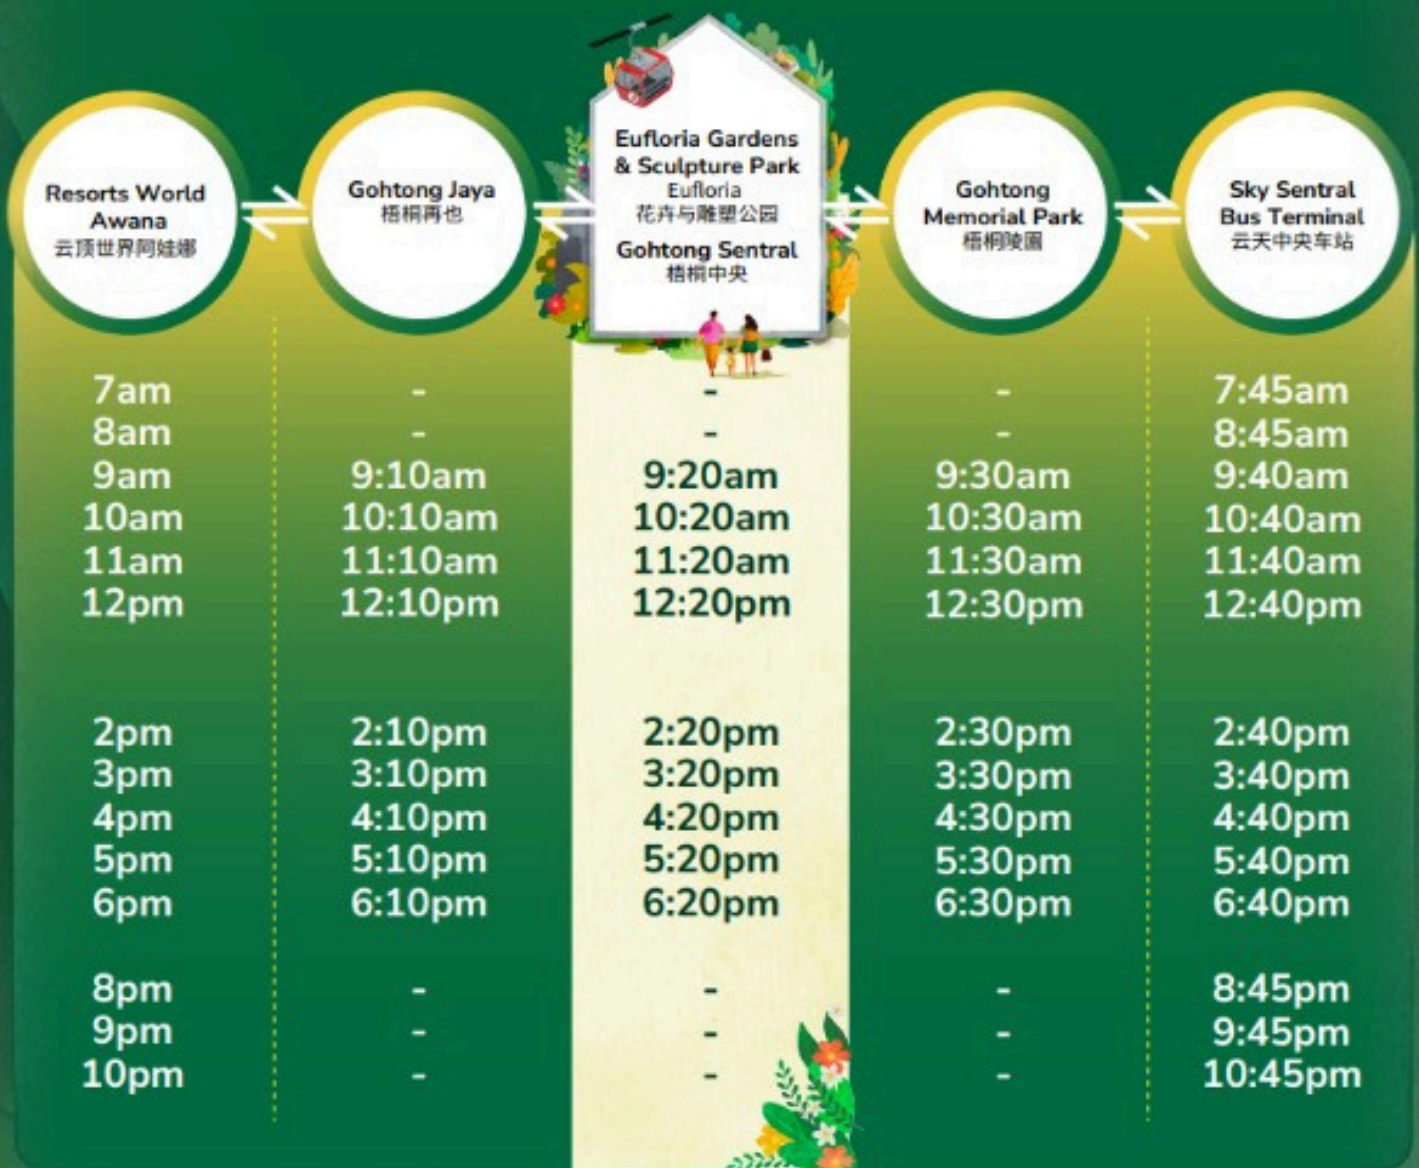 Resorts World
Awana
云顶世界阿娃娜
Gohtong Jaya
梧桐再也
Eufloria Gardens
& Sculpture Park
Eufloria
花卉与雕塑公园
Gohtong Sentral
梧桐中央
Gohtong
Memorial Park
梧桐陵园
Sky Sentral
Bus Terminal
云天中央车站
7am - - - 7:45am
8am - - - 8:45am
9am 9:10am 9:20am 9:30am 9:40am
10am 10:10am 10:20am 10:30am 10:40am
11am 11:10am 11:20am 11:30am 11:40am
12pm 12:10pm 12:20pm 12:30pm 12:40pm
2pm 2:10pm 2:20pm 2:30pm 2:40pm
3pm 3:10pm 3:20pm 3:30pm 3:40pm
4pm 4:10pm 4:20pm 4:30pm 4:40pm
5pm 5:10pm 5:20pm 5:30pm 5:40pm
6pm 6:10pm 6:20pm 6:30pm 6:40pm
8pm - - - 8:45pm
9pm - - - 9:45pm
10pm - - - 10:45pm